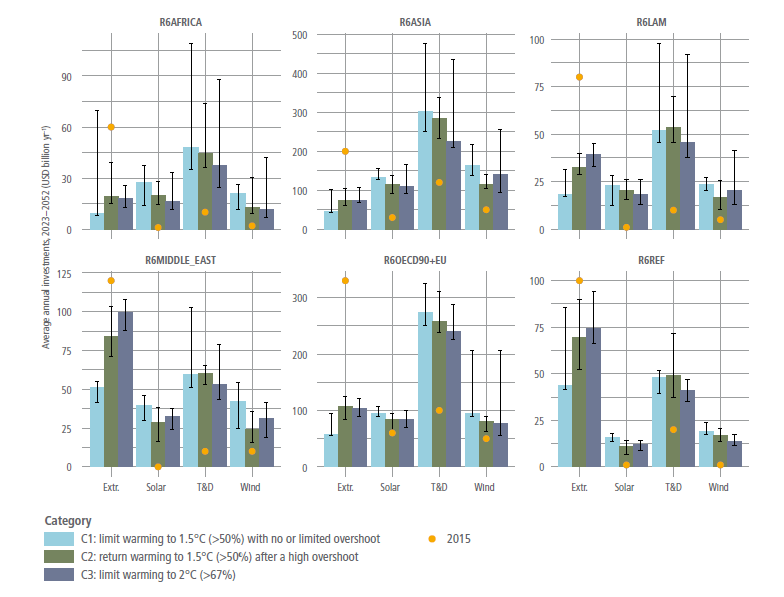 R6AFRICA
R6ASIA
R6LAM
Average annual investments, 2023–2052 (USD billion yr⁻¹)
90
60
30
0
500
400
300
200
100
0
100
75
50
25
0
R6MIDDLE_EAST
R6OECD90+EU
R6REF
125
100
75
50
25
0
300
200
100
0
100
75
50
25
0
Extr. Solar T&D Wind
Extr. Solar T&D Wind
Extr. Solar T&D Wind
Category
C1: limit warming to 1.5°C (>50%) with no or limited overshoot
2015
C2: return warming to 1.5°C (>50%) after a high overshoot
C3: limit warming to 2°C (>67%)